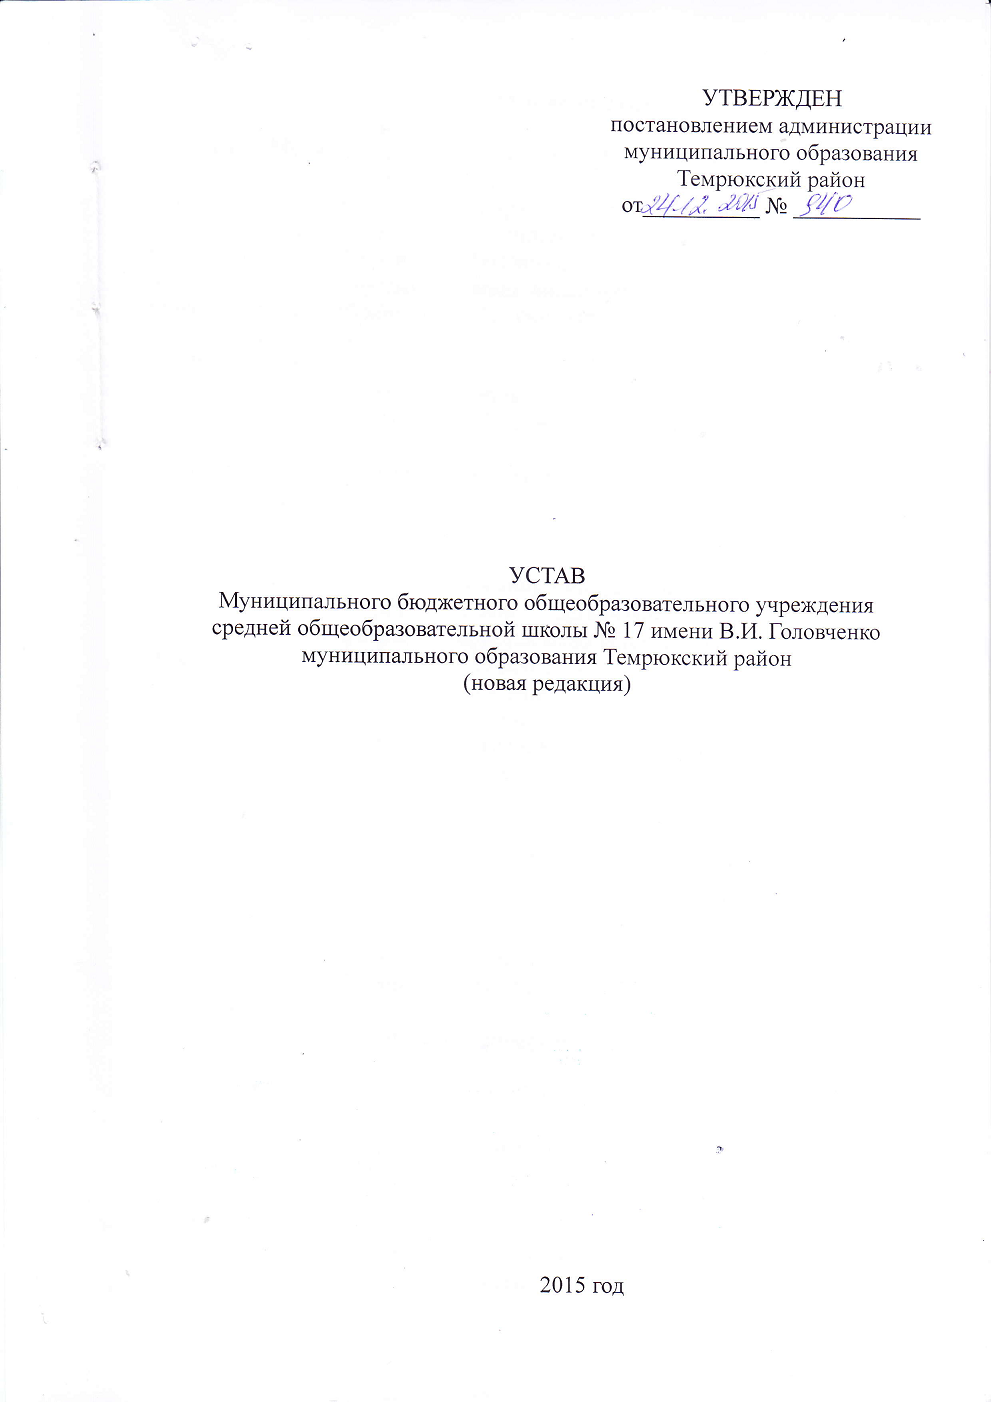 УТВЕРЖДЕН
постановлением администрации
муниципального образования
Темрюкский район
от 24.12. 2015 № 940
УСТАВ
Муниципального бюджетного общеобразовательного учреждения
средней общеобразовательной школы № 17 имени В.И. Головченко
муниципального образования Темрюкский район
(новая редакция)
2015 год